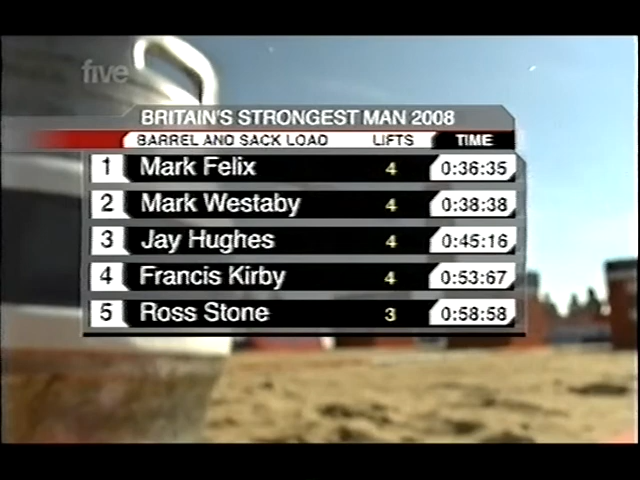 five
BRITAIN'S STRONGEST MAN 2008
BARREL AND SACK LOAD LIFTS TIME
1 Mark Felix 4 0:36:35
2 Mark Westaby 4 0:38:38
3 Jay Hughes 4 0:45:16
4 Francis Kirby 4 0:53:67
5 Ross Stone 3 0:58:58